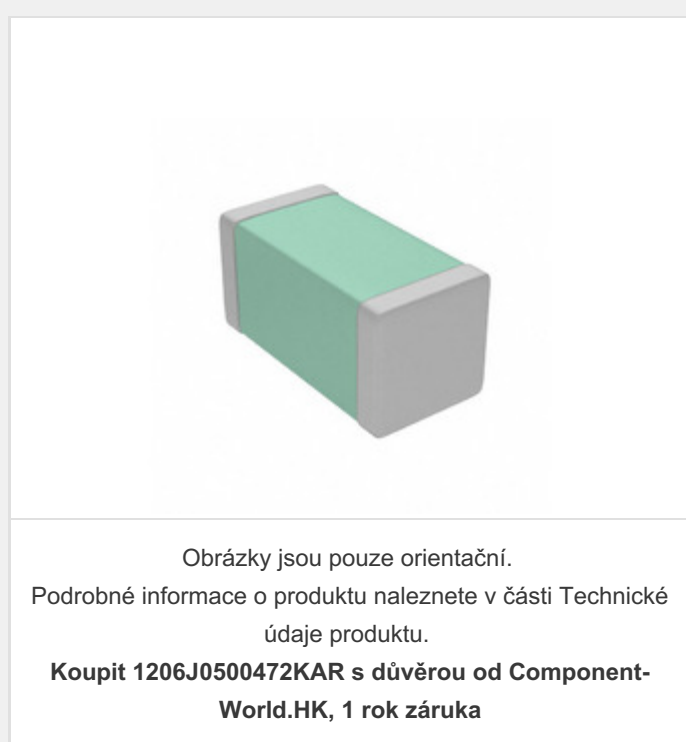 Obrázky jsou pouze orientační.
Podrobné informace o produktu naleznete v části Technické
údaje produktu.
Koupit 1206J0500472KAR s důvěrou od Component-
World.HK, 1 rok záruka